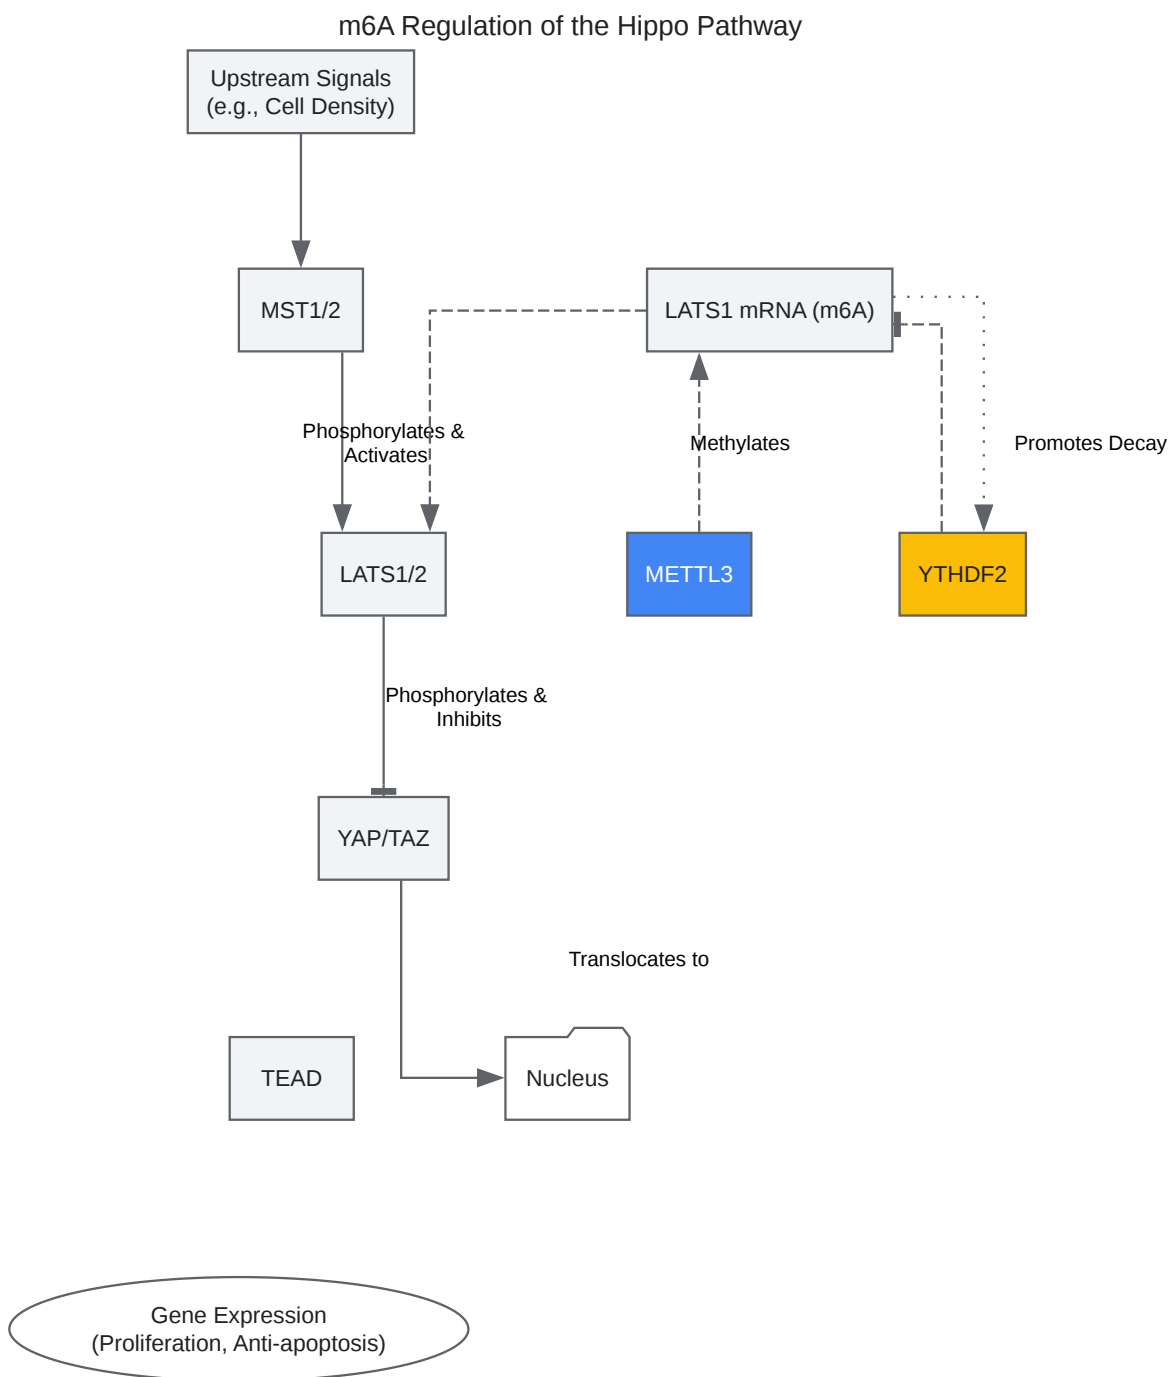 m6A Regulation of the Hippo Pathway
Upstream Signals
(e.g., Cell Density)
MST1/2
LATS1 mRNA (m6A)
Phosphorylates &
Activates
Methylates
Promotes Decay
LATS1/2
METTL3
YTHDF2
Phosphorylates &
Inhibits
YAP/TAZ
Translocates to
TEAD
Nucleus
Gene Expression
(Proliferation, Anti-apoptosis)